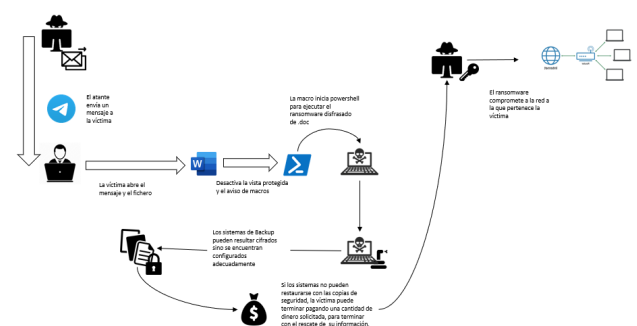 El atante
envía un
mensaje a
la víctima
La víctima abre el
mensaje y el fichero
W
Desactiva la vista protegida
y el aviso de macros
La macro inicia powershell
para ejecutar el
ransomware disfrasado
de .doc
Los sistemas de Backup
pueden resultar cifrados
sino se encuentran
configurados
adecuadamente
Si los sistemas no pueden
restaurarse con las copias de
seguridad, la víctima puede
terminar pagando una cantidad de
dinero solicitada, para terminar
con el rescate de su información.
El ransomware
compromete a la red a
la que pertenece la
víctima